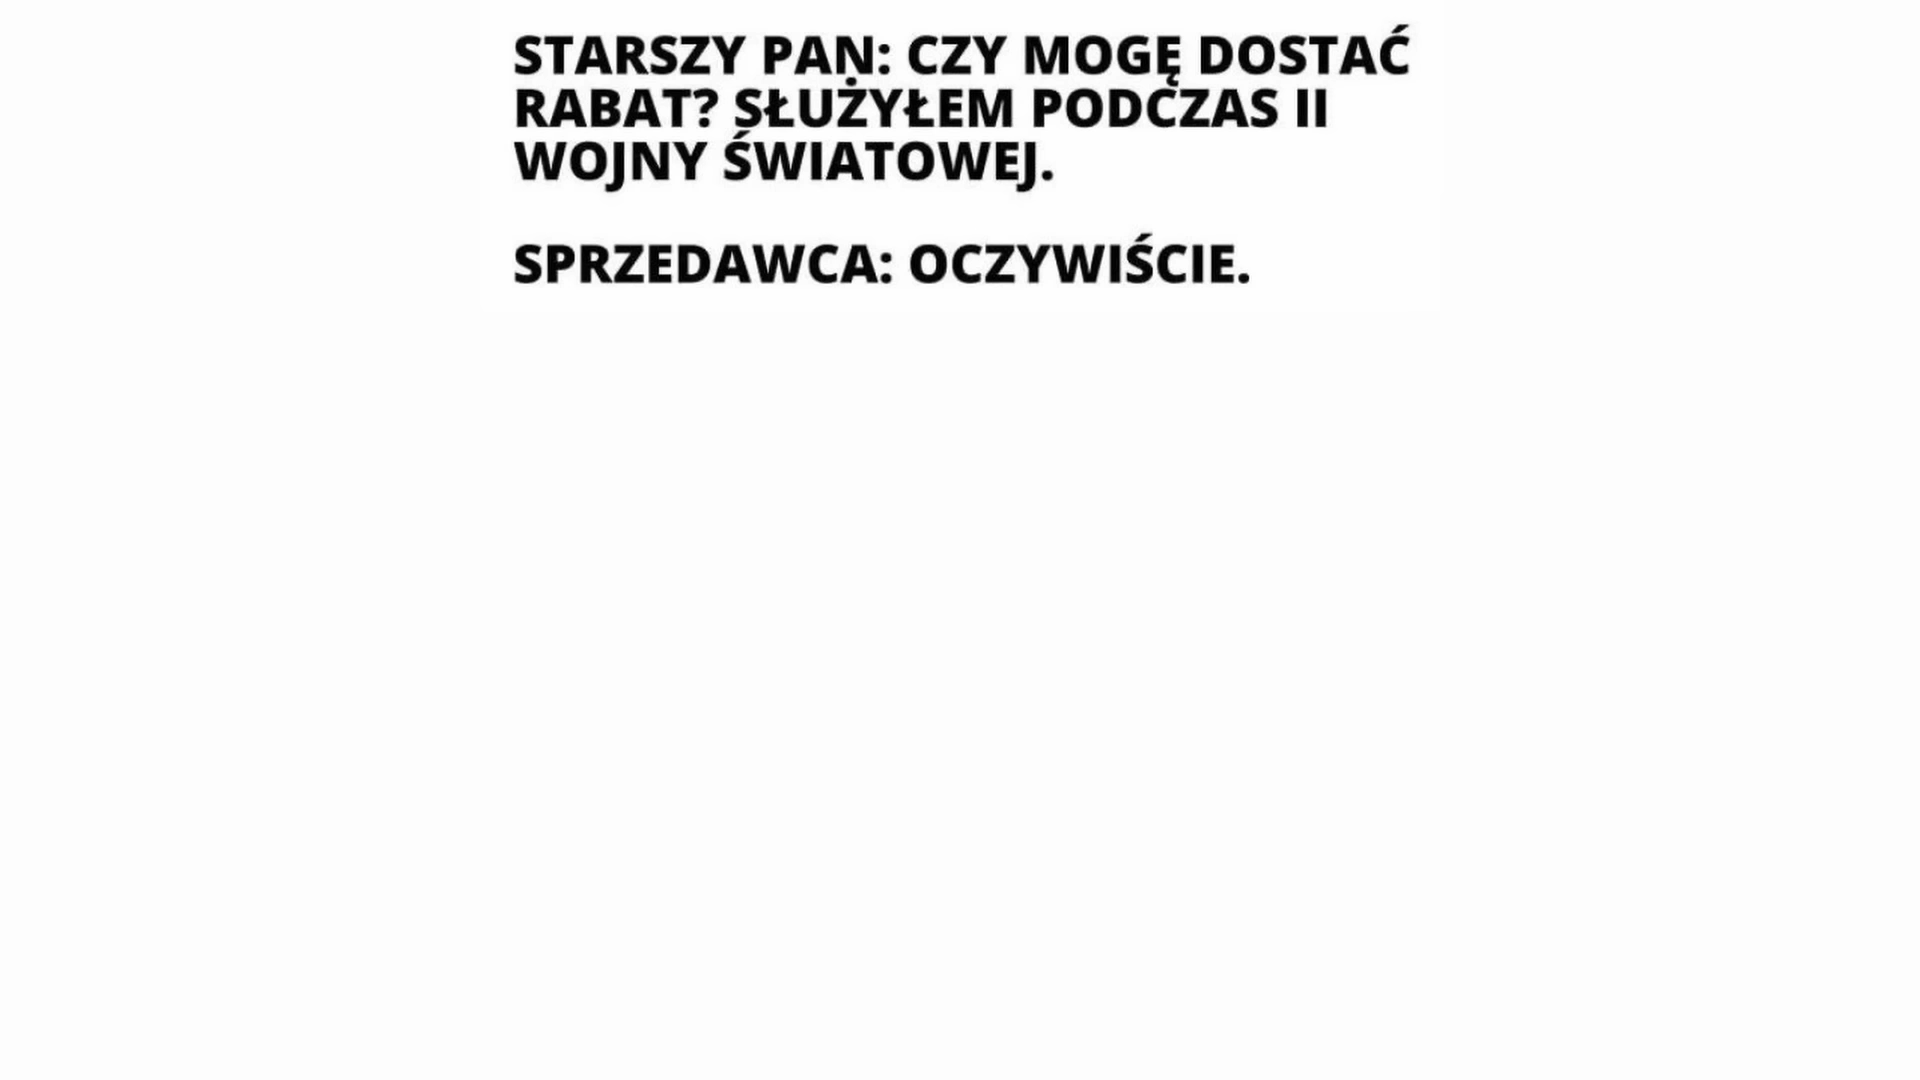 STARSZY PAN: CZY MOGĘ DOSTAĆ
RABAT? SŁUŻYŁEM PODCZAS II
WOJNY ŚWIATOWEJ.
SPRZEDAWCA: OCZYWIŚCIE.